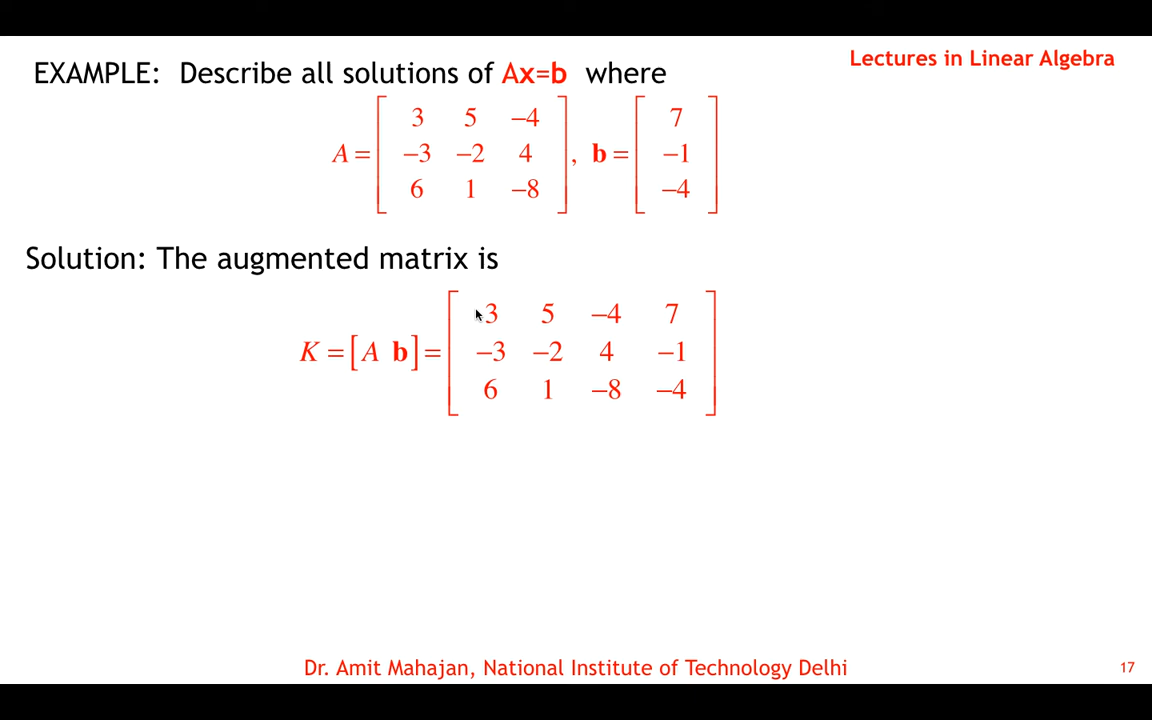 Lectures in Linear Algebra
EXAMPLE: Describe all solutions of Ax=b where
A = [ 3 5 –4
–3 –2 4
6 1 –8 ], b = [ 7
–1
–4 ]
Solution: The augmented matrix is
K = [A b] = [ 3 5 –4 7
–3 –2 4 –1
6 1 –8 –4 ]
Dr. Amit Mahajan, National Institute of Technology Delhi
17